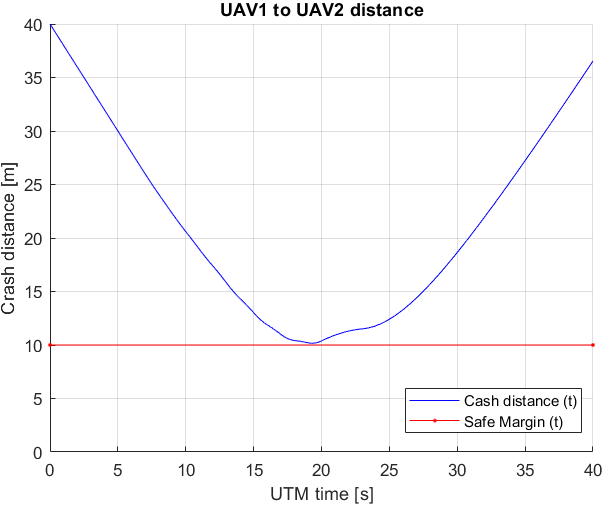 UAV1 to UAV2 distance
40
35
30
25
20
15
10
5
0
Crash distance [m]
Cash distance (t)
Safe Margin (t)
0 5 10 15 20 25 30 35 40
UTM time [s]